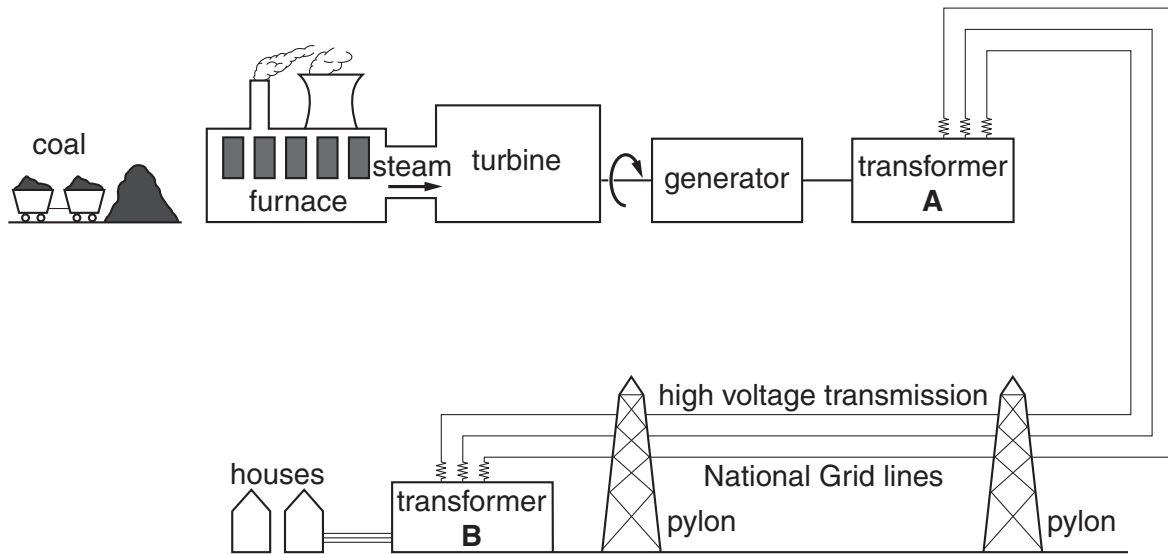 coal
furnace
steam
turbine
generator
transformer
A
high voltage transmission
National Grid lines
houses
transformer
B
pylon
pylon